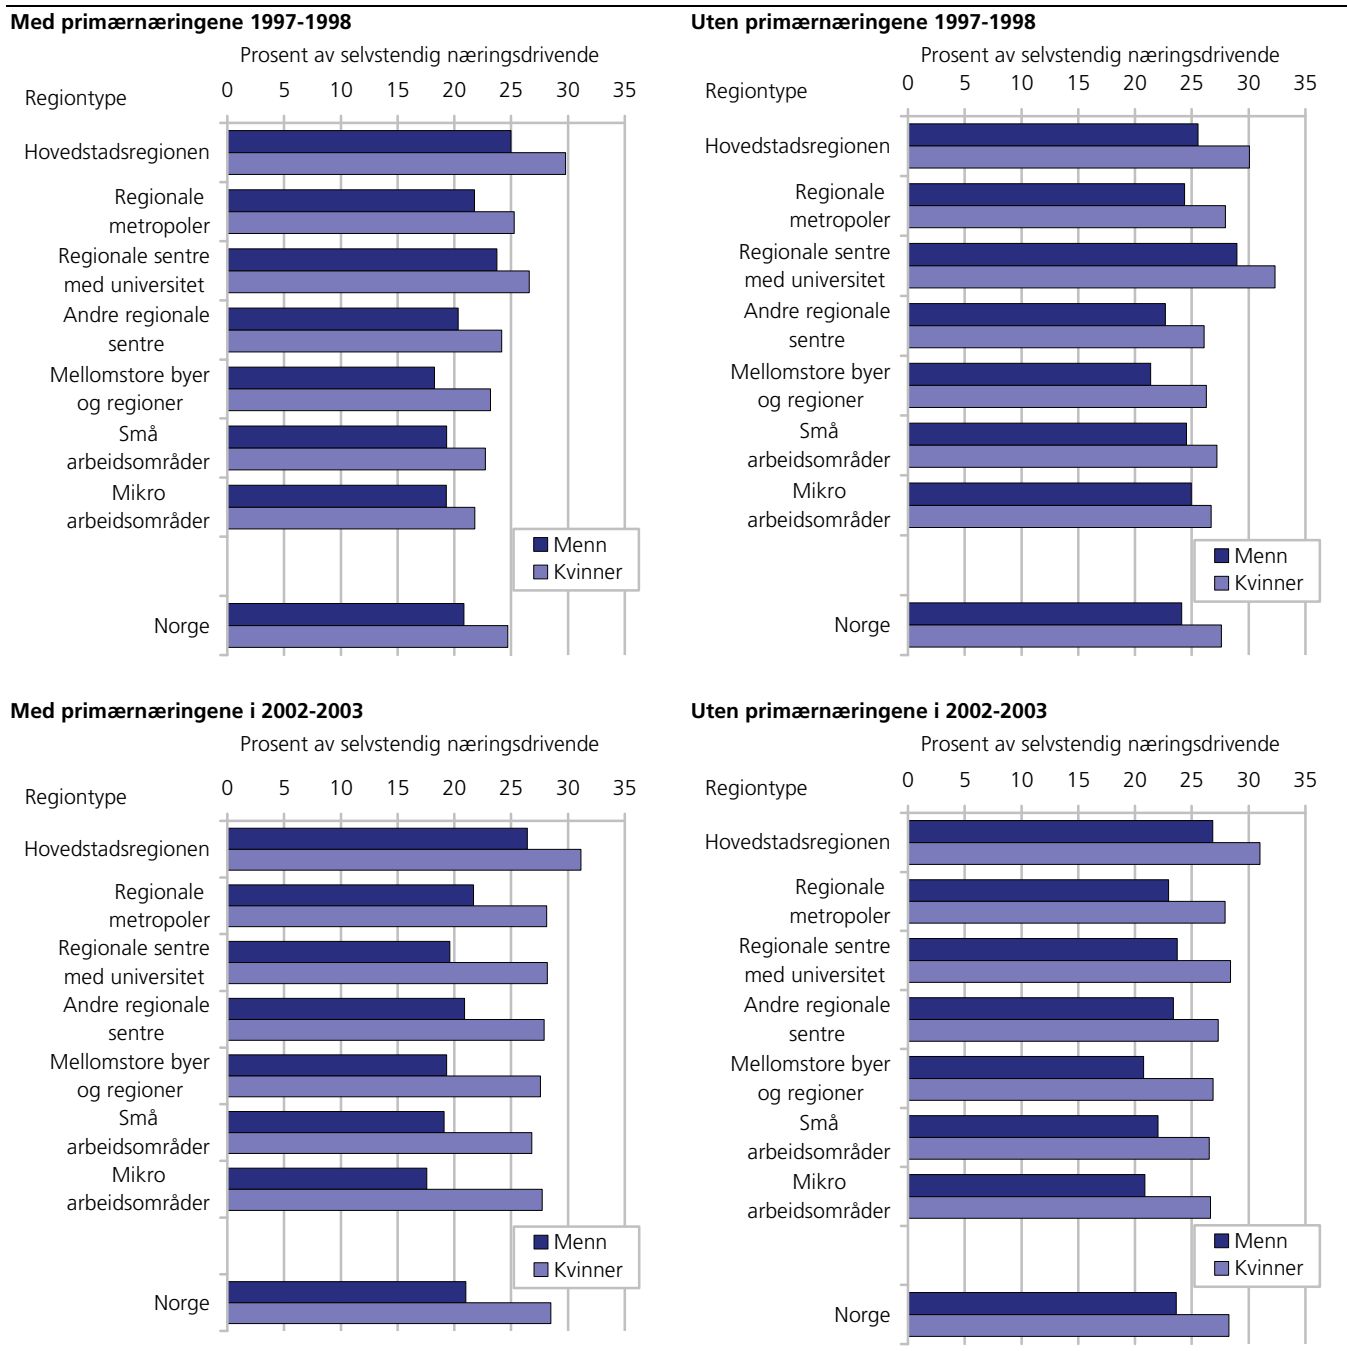 Med primærnæringene 1997-1998
Prosent av selvstendig næringsdrivende
Regiontype
0 5 10 15 20 25 30 35
Hovedstadsregionen
Regionale
metropoler
Regionale sentre
med universitet
Andre regionale
sentre
Mellomstore byer
og regioner
Små
arbeidsområder
Mikro
arbeidsområder
Menn
Kvinner
Norge
Uten primærnæringene 1997-1998
Prosent av selvstendig næringsdrivende
Regiontype
0 5 10 15 20 25 30 35
Hovedstadsregionen
Regionale
metropoler
Regionale sentre
med universitet
Andre regionale
sentre
Mellomstore byer
og regioner
Små
arbeidsområder
Mikro
arbeidsområder
Menn
Kvinner
Norge
Med primærnæringene i 2002-2003
Prosent av selvstendig næringsdrivende
Regiontype
0 5 10 15 20 25 30 35
Hovedstadsregionen
Regionale
metropoler
Regionale sentre
med universitet
Andre regionale
sentre
Mellomstore byer
og regioner
Små
arbeidsområder
Mikro
arbeidsområder
Menn
Kvinner
Norge
Uten primærnæringene i 2002-2003
Prosent av selvstendig næringsdrivende
Regiontype
0 5 10 15 20 25 30 35
Hovedstadsregionen
Regionale
metropoler
Regionale sentre
med universitet
Andre regionale
sentre
Mellomstore byer
og regioner
Små
arbeidsområder
Mikro
arbeidsområder
Menn
Kvinner
Norge